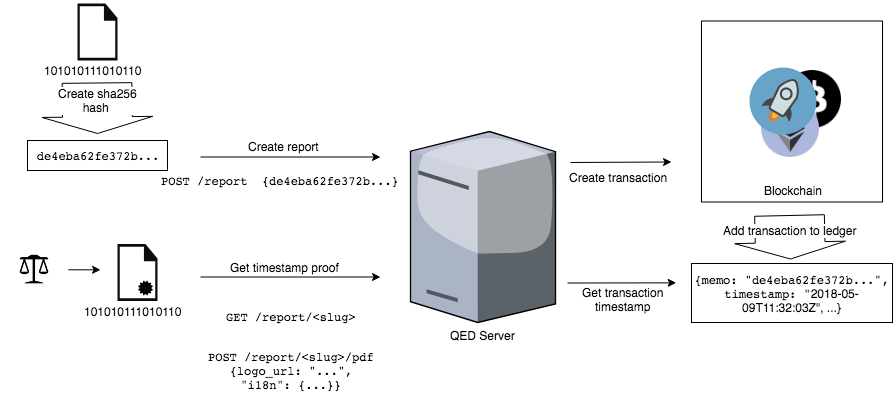 101010111010110
Create sha256
hash
de4eba62fe372b...
Create report
POST /report {de4eba62fe372b...}
Create transaction
Blockchain
Add transaction to ledger
Get timestamp proof
101010111010110
GET /report/<slug>
POST /report/<slug>/pdf
{logo_url: "...",
"i18n": {...}}
QED Server
Get transaction
timestamp
{memo: "de4eba62fe372b...",
timestamp: "2018-05-
09T11:32:03Z", ...}